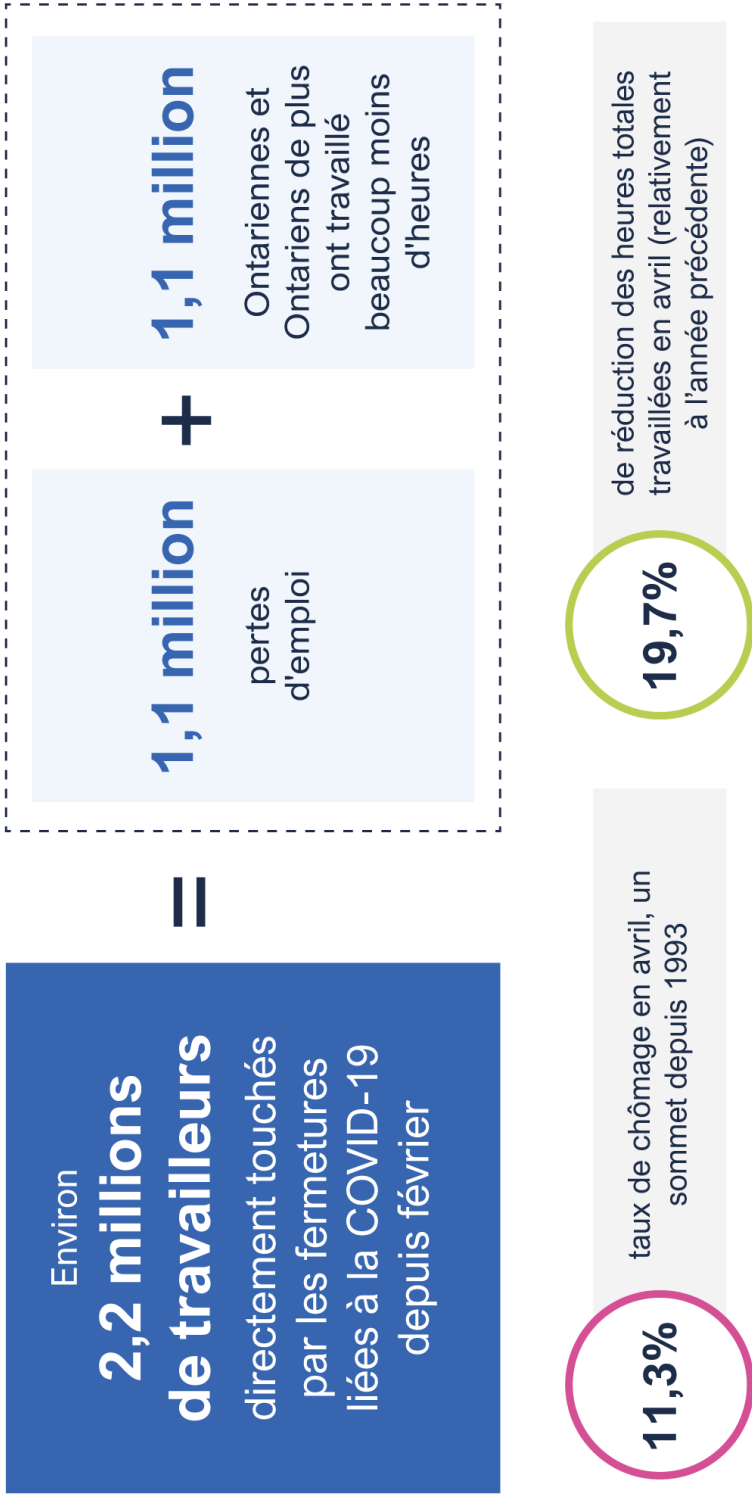 Environ
2,2 millions
de travailleurs
directement touchés
par les fermetures
liées à la COVID-19
depuis février
=
1,1 million
pertes
d'emploi
+
1,1 million
Ontariennes et
Ontariens de plus
ont travaillé
beaucoup moins
d'heures
11,3%
taux de chômage en avril, un
sommet depuis 1993
19,7%
de réduction des heures totales
travaillées en avril (relativement
à l’année précédente)